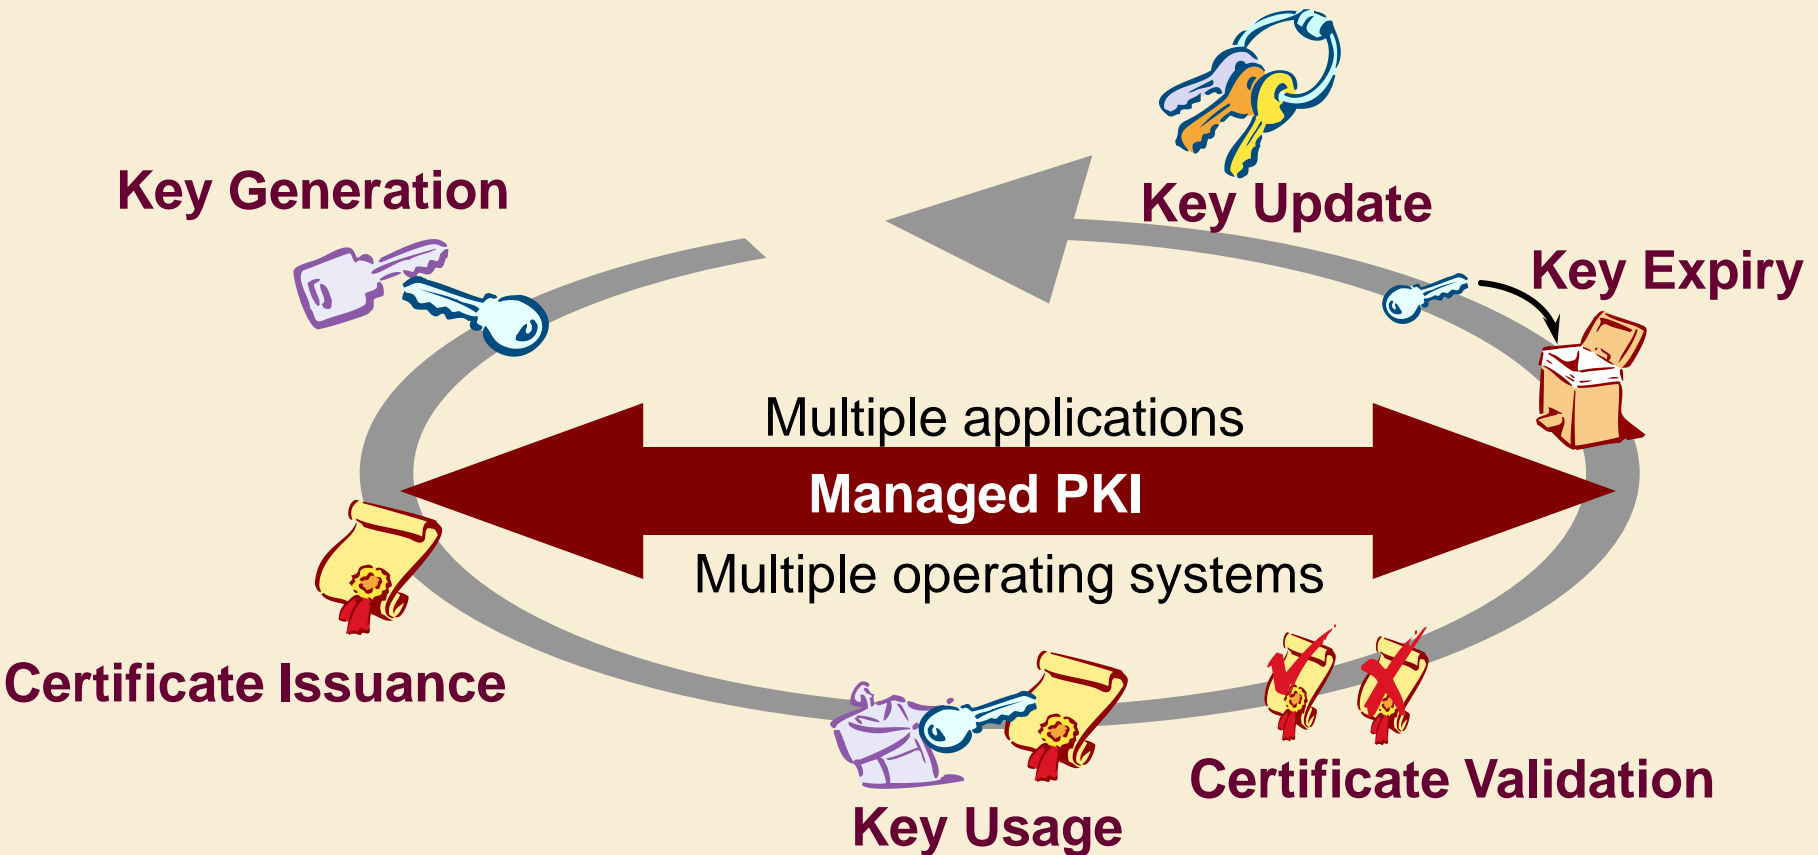 Key Generation
Key Update
Key Expiry
Multiple applications
Managed PKI
Multiple operating systems
Certificate Issuance
Certificate Validation
Key Usage